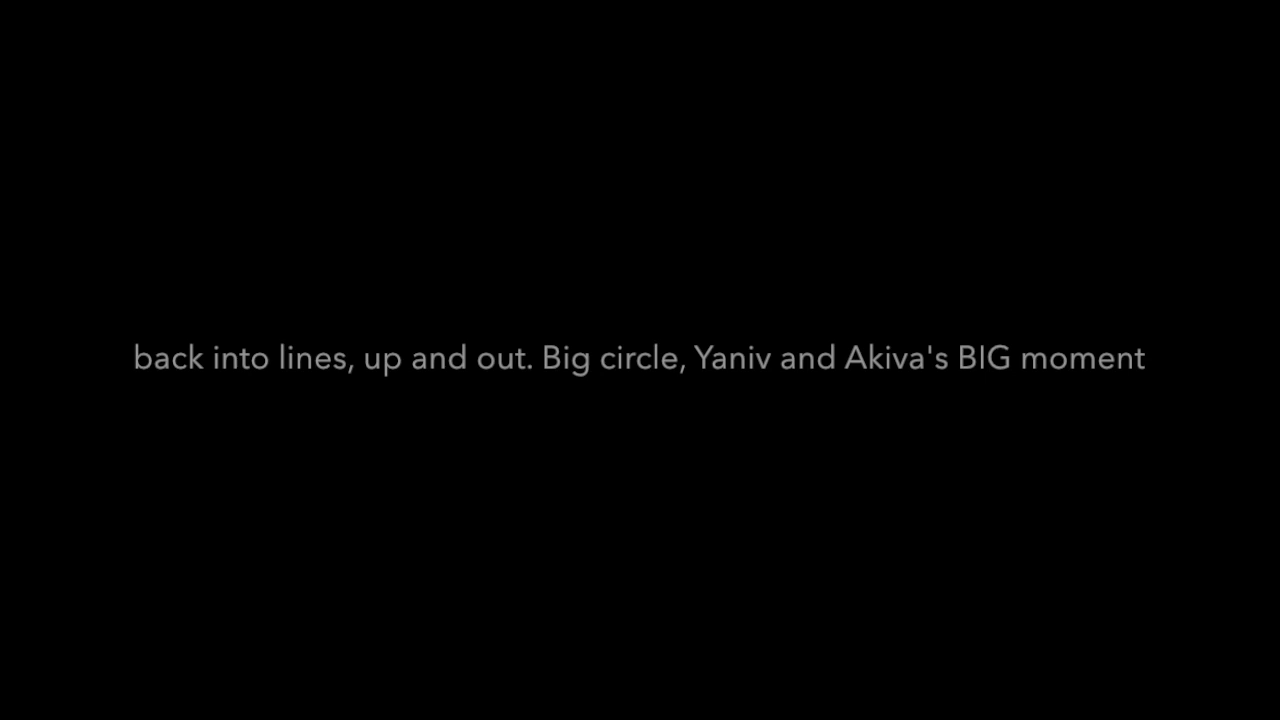 back into lines, up and out. Big circle, Yaniv and Akiva's BIG moment